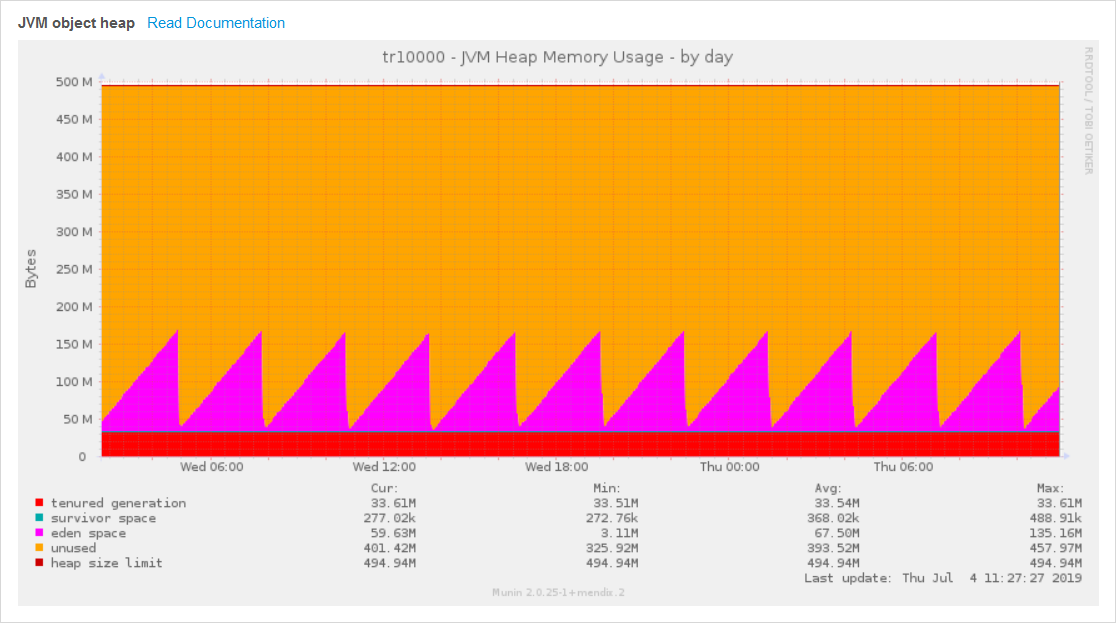 JVM object heap Read Documentation
tr10000 - JVM Heap Memory Usage - by day
RRDTOOL / TOBI OETIKER
Bytes
500 M
450 M
400 M
350 M
300 M
250 M
200 M
150 M
100 M
50 M
0
Wed 06:00 Wed 12:00 Wed 18:00 Thu 00:00 Thu 06:00
Cur: Min: Avg: Max:
tenured generation 33.61M 33.51M 33.54M 33.61M
survivor space 277.02k 272.76k 368.02k 488.91k
eden space 59.63M 3.11M 67.50M 135.16M
unused 401.42M 325.92M 393.52M 457.97M
heap size limit 494.94M 494.94M 494.94M 494.94M
Last update: Thu Jul 4 11:27:27 2019
Munin 2.0.25-1+mendix.2